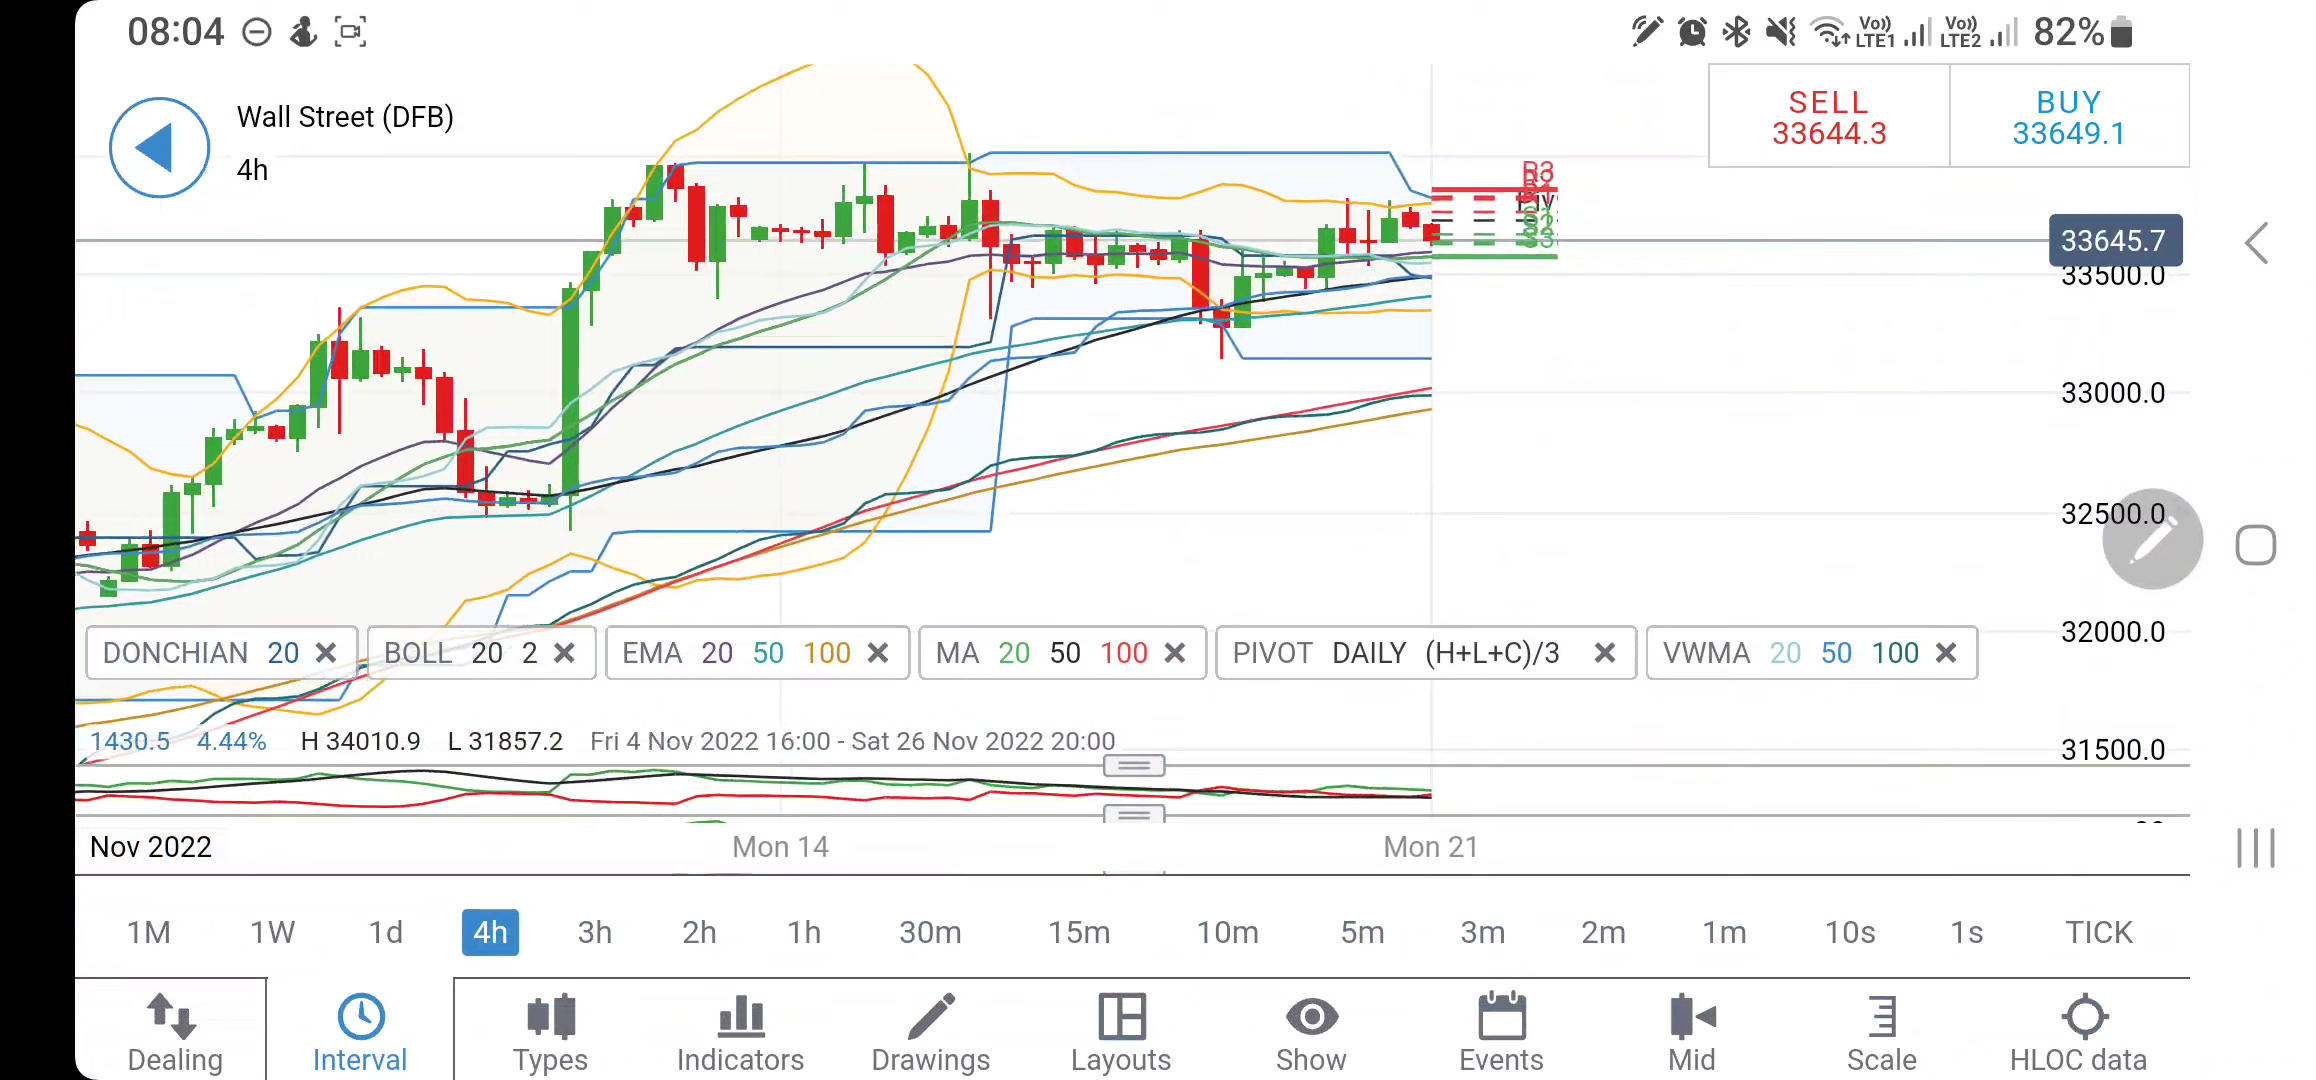 08:04
Vo)) LTE1 Vo)) LTE2 82%
Wall Street (DFB)
4h
SELL
33644.3
BUY
33649.1
R3
S3
33645.7
33500.0
33000.0
32500.0
32000.0
31500.0
DONCHIAN 20
BOLL 20 2
EMA 20 50 100
MA 20 50 100
PIVOT DAILY (H+L+C)/3
VWMA 20 50 100
1430.5 4.44% H 34010.9 L 31857.2 Fri 4 Nov 2022 16:00 - Sat 26 Nov 2022 20:00
Nov 2022 Mon 14 Mon 21
1M 1W 1d 4h 3h 2h 1h 30m 15m 10m 5m 3m 2m 1m 10s 1s TICK
Dealing Interval Types Indicators Drawings Layouts Show Events Mid Scale HLOC data